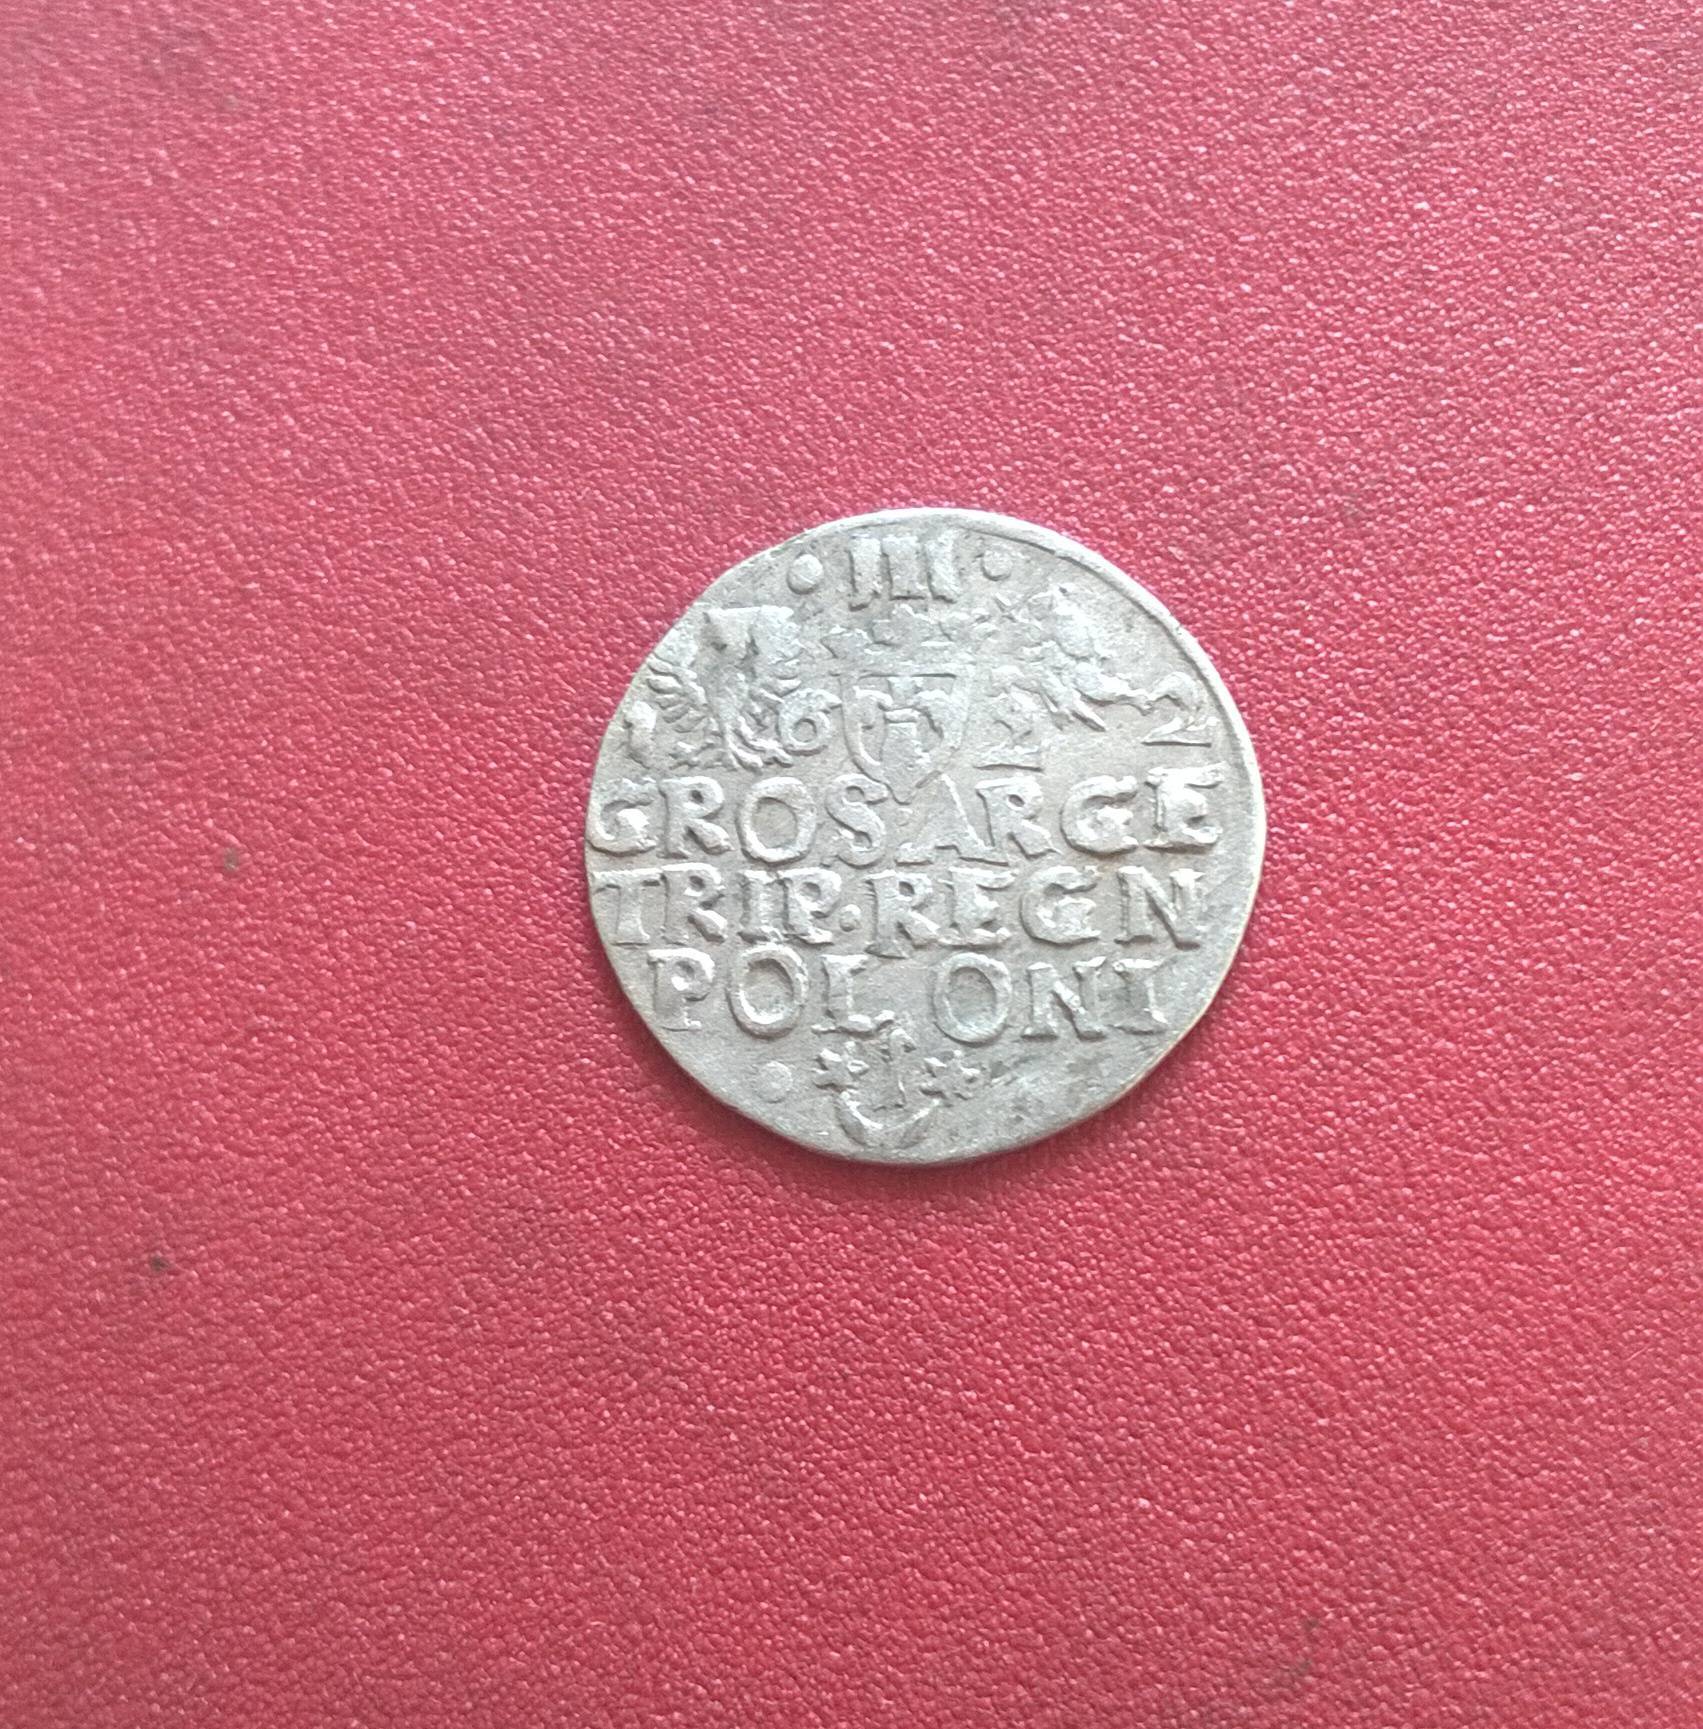 · III ·
1 6 2 2
GROS·ARGE
TRIP·REGN
POLONI